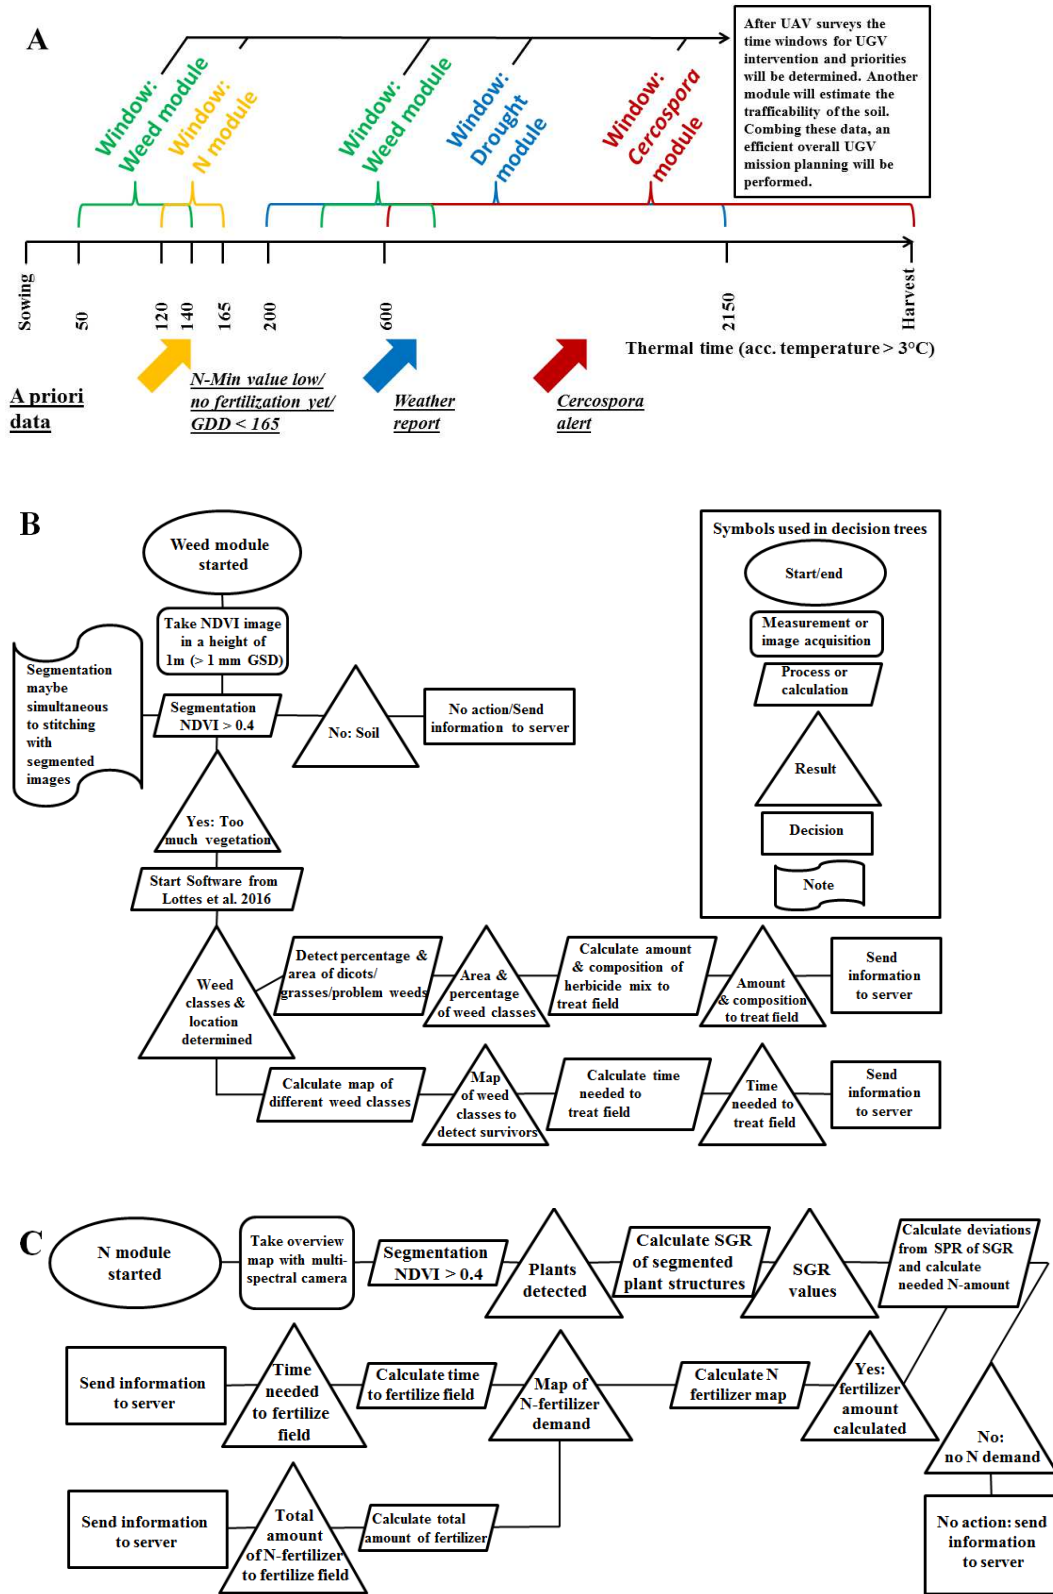 A
Window:
Weed module
Window:
N module
Window:
Weed module
Window:
Drought
module
Window:
Cercospora
module
After UAV surveys the
time windows for UGV
intervention and priorities
will be determined. Another
module will estimate the
trafficability of the soil.
Combing these data, an
efficient overall UGV
mission planning will be
performed.
Sowing
50
120
140
165
200
600
2150
Harvest
Thermal time (acc. temperature > 3°C)
A priori
data
N-Min value low/
no fertilization yet/
GDD < 165
Weather
report
Cercospora
alert
B
Weed module
started
Take NDVI image
in a height of
1m (> 1 mm GSD)
Segmentation
maybe
simultaneous
to stitching
with
segmented
images
Segmentation
NDVI > 0.4
No: Soil
No action/Send
information to server
Yes: Too
much vegetation
Start Software from
Lottes et al. 2016
Weed
classes &
location
determined
Detect percentage &
area of dicots/
grasses/problem weeds
Area &
percentage
of weed classes
Calculate amount
& composition of
herbicide mix to
treat field
Amount
& composition
to treat field
Send
information
to server
Calculate map of
different weed classes
Map
of weed
classes to
detect survivors
Calculate time
needed to
treat field
Time
needed to
treat field
Send
information
to server
Symbols used in decision trees
Start/end
Measurement or
image acquisition
Process or
calculation
Result
Decision
Note
C
N module
started
Take overview
map with multi-
spectral camera
Segmentation
NDVI > 0.4
Plants
detected
Calculate SGR
of segmented
plant structures
SGR
values
Calculate deviations
from SPR of SGR
and calculate
needed N-amount
Send information
to server
Time
needed
to fertilize
field
Calculate time
to fertilize field
Map of
N-fertilizer
demand
Calculate N
fertilizer map
Yes:
fertilizer
amount
calculated
No:
no N demand
Send information
to server
Total
amount
of N-fertilizer
to fertilize field
Calculate total
amount of fertilizer
No action: send
information
to server